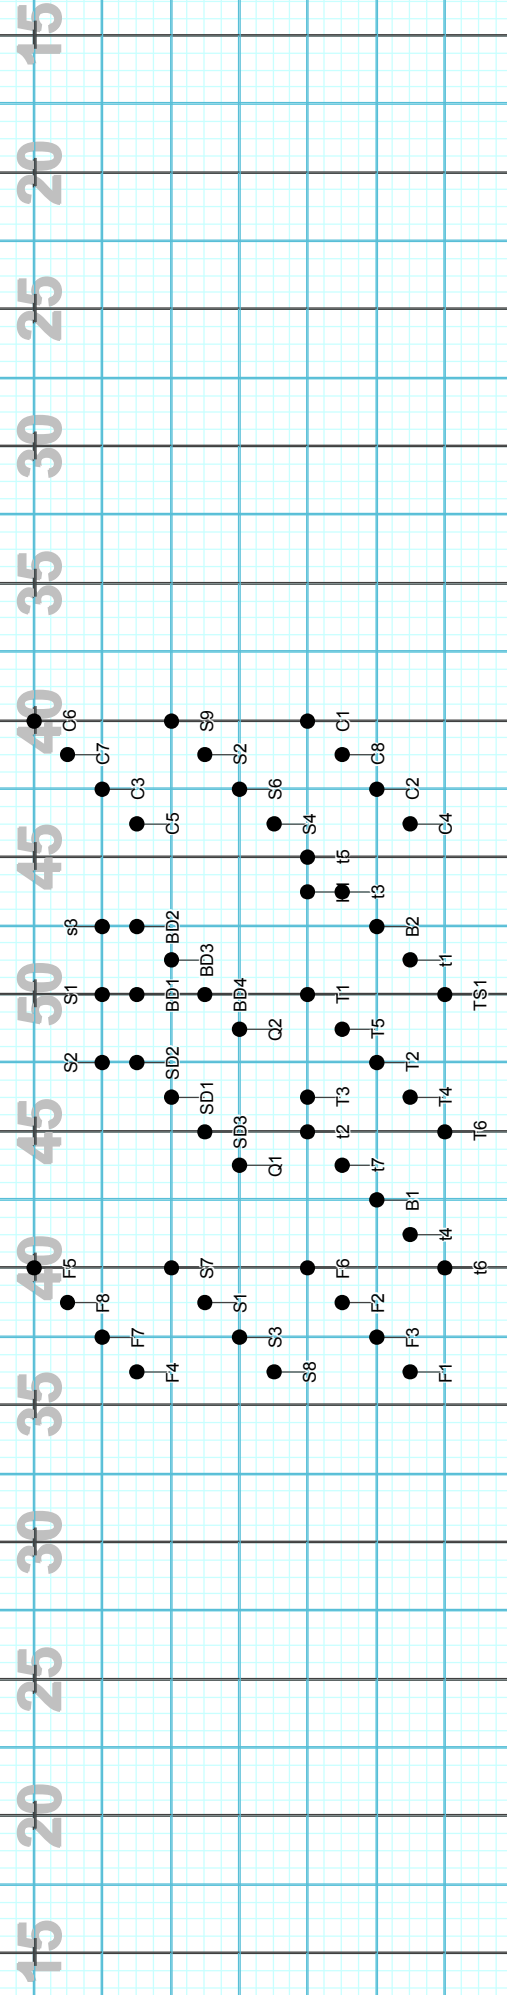 15
20
25
30
35
40
C6
S9
C1
C7
S2
C8
C3
S6
C2
C5
S4
C4
45
t5
t3
s3
BD2
B2
BD3
t1
50
S1
BD1
BD4
T1
TS1
Q2
T5
S2
SD2
T2
SD1
T3
T4
45
SD3
t2
T6
Q1
t7
B1
t4
40
F5
S7
F6
t6
F8
S1
F2
F7
S3
F3
F4
S8
F1
35
30
25
20
15